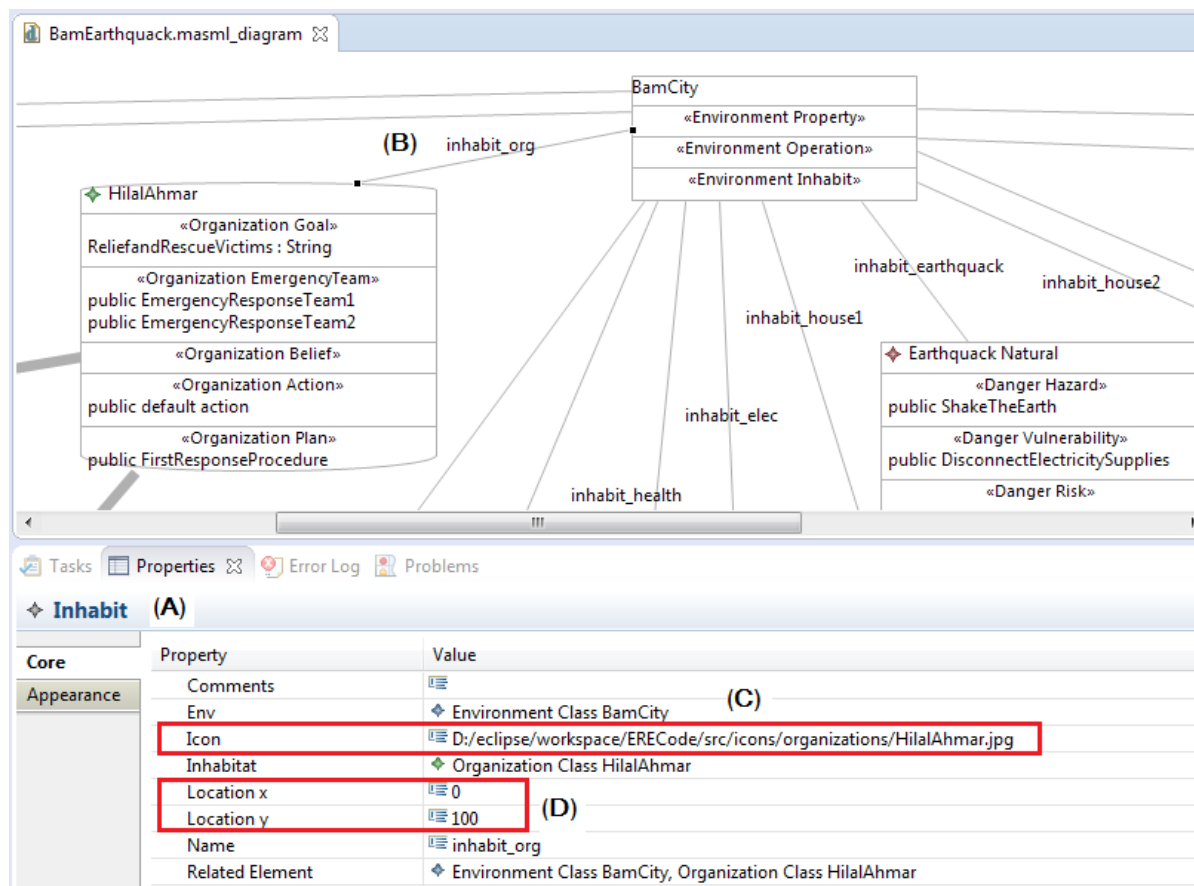 BamEarthquack.masml_diagram
BamCity
«Environment Property»
«Environment Operation»
«Environment Inhabit»
(B)
inhabit_org
HilalAhmar
«Organization Goal»
ReliefandRescueVictims : String
«Organization EmergencyTeam»
public EmergencyResponseTeam1
public EmergencyResponseTeam2
«Organization Belief»
«Organization Action»
public default action
«Organization Plan»
public FirstResponseProcedure
inhabit_earthquack
inhabit_house2
inhabit_house1
inhabit_elec
inhabit_health
Earthquack Natural
«Danger Hazard»
public ShakeTheEarth
«Danger Vulnerability»
public DisconnectElectricitySupplies
«Danger Risk»
Tasks Properties Error Log Problems
Inhabit (A)
Core
Appearance
Property Value
Comments
Env Environment Class BamCity
(C)
Icon D:/eclipse/workspace/ERECode/src/icons/organizations/HilalAhmar.jpg
Inhabitat Organization Class HilalAhmar
Location x 0
(D)
Location y 100
Name inhabit_org
Related Element Environment Class BamCity, Organization Class HilalAhmar